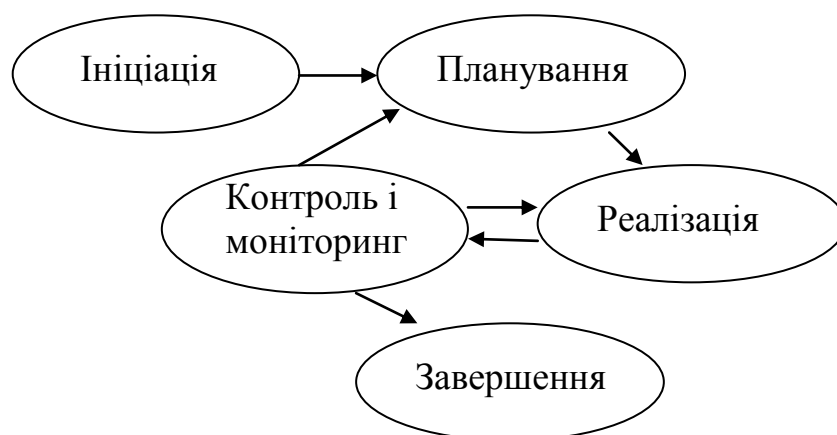 Ініціація
Планування
Контроль і
моніторинг
Реалізація
Завершення